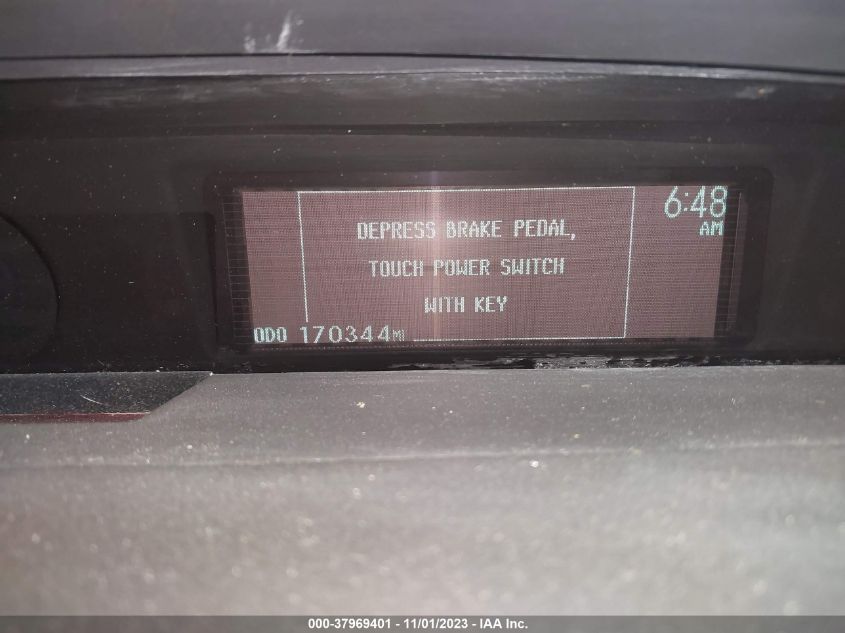 6:48
AM
DEPRESS BRAKE PEDAL,
TOUCH POWER SWITCH
WITH KEY
ODO 170344MI
000-37969401 - 11/01/2023 - IAA Inc.